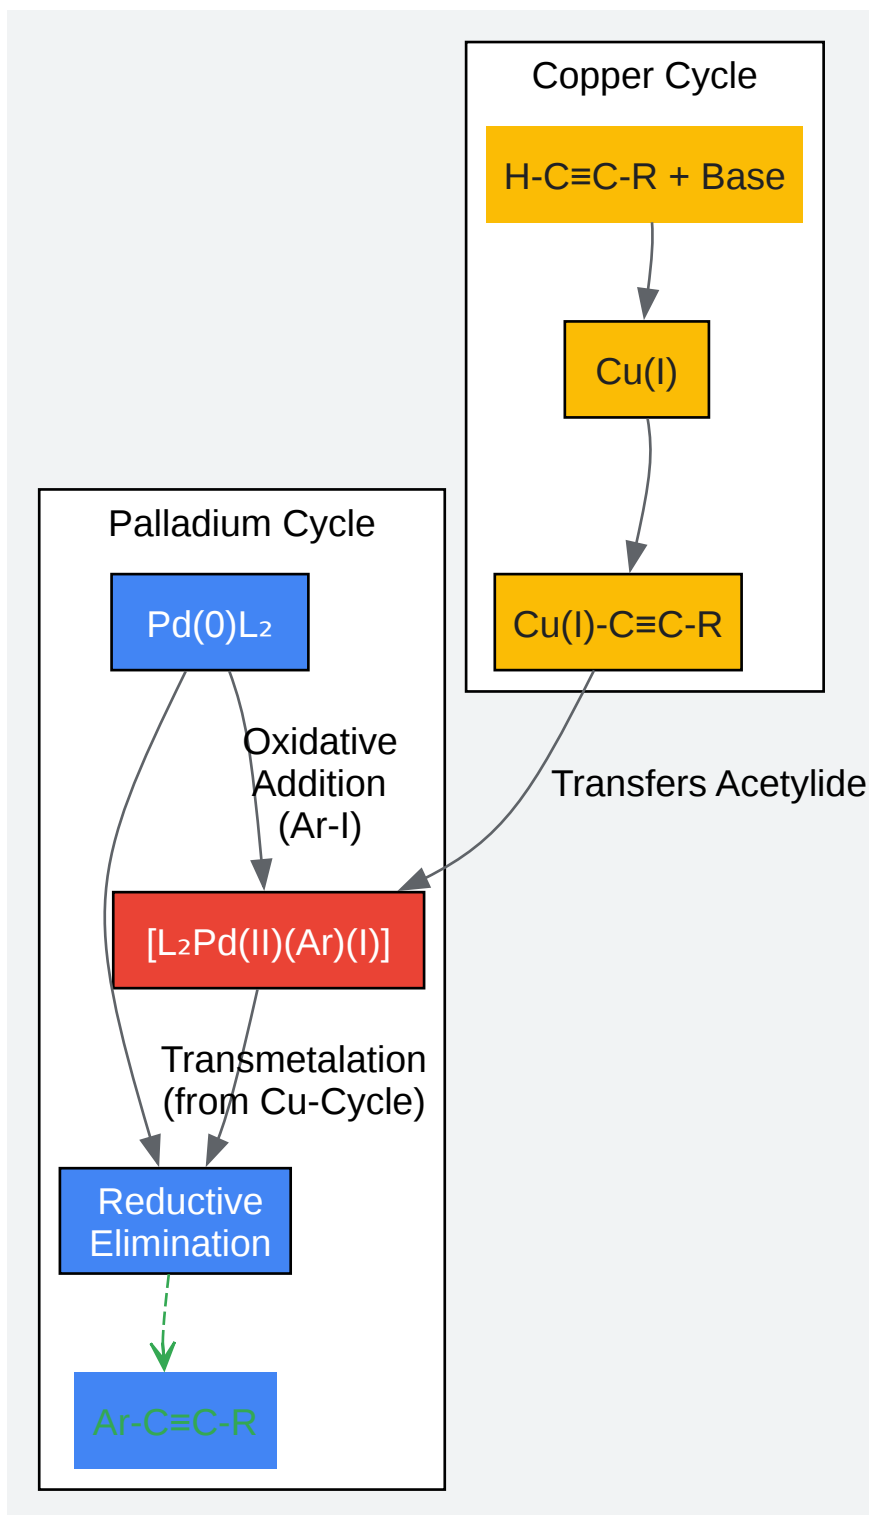 Copper Cycle
H-C≡C-R + Base
Cu(I)
Palladium Cycle
Pd(0)L₂
Cu(I)-C≡C-R
Oxidative
Addition
(Ar-I)
Transfers Acetylide
[L₂Pd(II)(Ar)(I)]
Transmetalation
(from Cu-Cycle)
Reductive
Elimination
Ar-C≡C-R